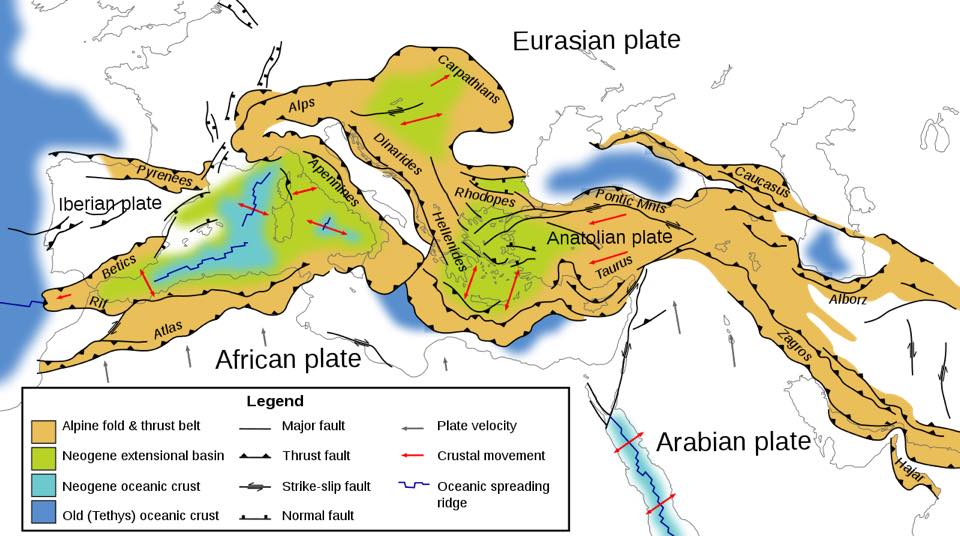 Eurasian plate
Carpathians
Alps
Dinarides
Pyrenees
Apennines
Caucasus
Iberian plate
Rhodopes
Pontic Mnts
Hellenides
Anatolian plate
Betics
Taurus
Rif
Alborz
Atlas
Zagros
African plate
Arabian plate
Hajar
Legend
Alpine fold & thrust belt
Neogene extensional basin
Neogene oceanic crust
Old (Tethys) oceanic crust
Major fault
Thrust fault
Strike-slip fault
Normal fault
Plate velocity
Crustal movement
Oceanic spreading
ridge